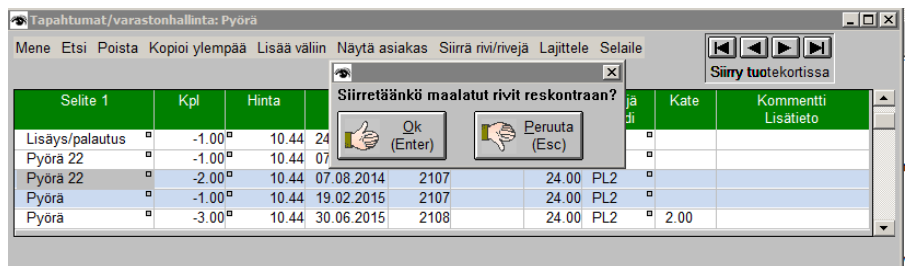 Tapahtumat/varastonhallinta: Pyörä
Mene Etsi Poista Kopioi ylempää Lisää väliin Näytä asiakas Siirrä rivi/rivejä Lajittele Selaile
Siirry tuotekortissa
Siirretäänkö maalatut rivit reskontraan?
Ok
(Enter)
Peruuta
(Esc)
Selite 1 Kpl Hinta jä Kate Kommentti
di Lisätieto
Lisäys/palautus -1.00 10.44 24
Pyörä 22 -1.00 10.44 07
Pyörä 22 -2.00 10.44 07.08.2014 2107 24.00 PL2
Pyörä -1.00 10.44 19.02.2015 2107 24.00 PL2
Pyörä -3.00 10.44 30.06.2015 2108 24.00 PL2 2.00